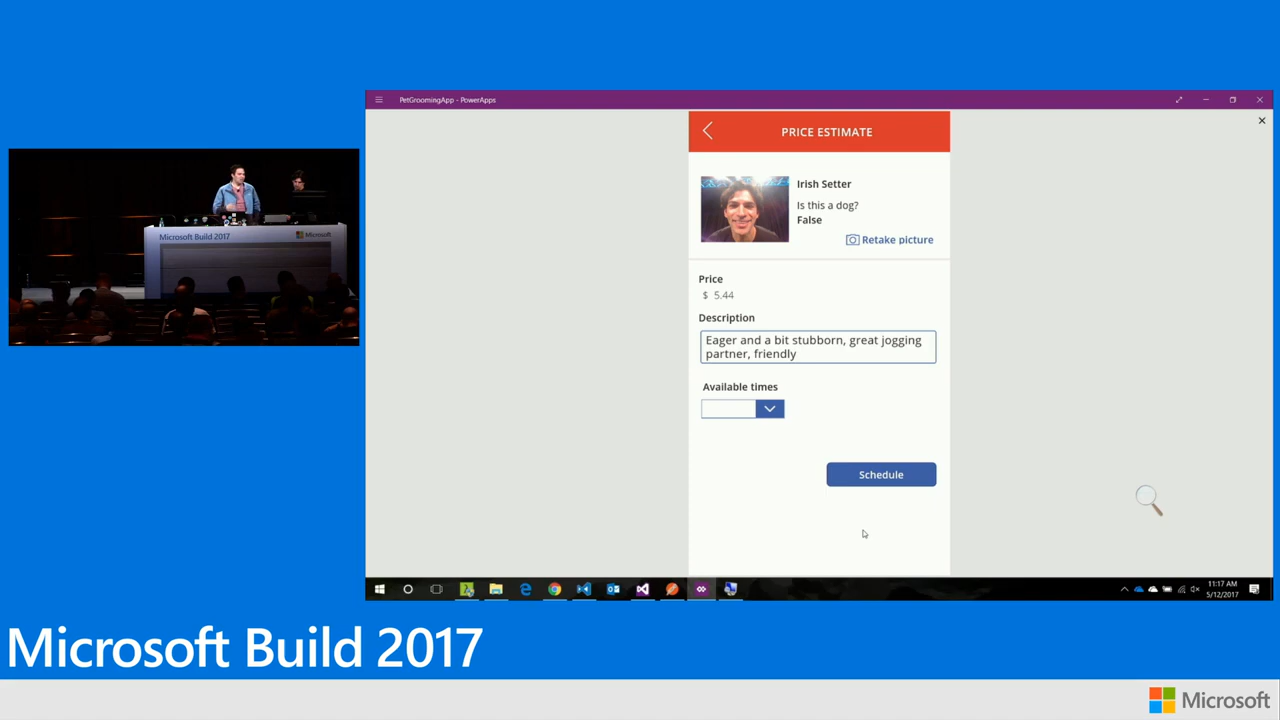 PetGroomingApp - PowerApps
PRICE ESTIMATE
Irish Setter
Is this a dog?
False
Retake picture
Price
$ 5.44
Description
Eager and a bit stubborn, great jogging
partner, friendly
Available times
Schedule
Microsoft Build 2017
Microsoft
11:17 AM
5/12/2017
Microsoft Build 2017
Microsoft